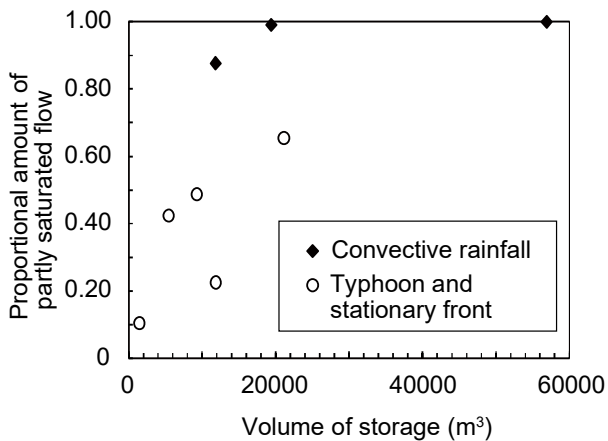 Proportional amount of
partly saturated flow
1.00
0.80
0.60
0.40
0.20
0
Convective rainfall
Typhoon and
stationary front
0 20000 40000 60000
Volume of storage (m³)